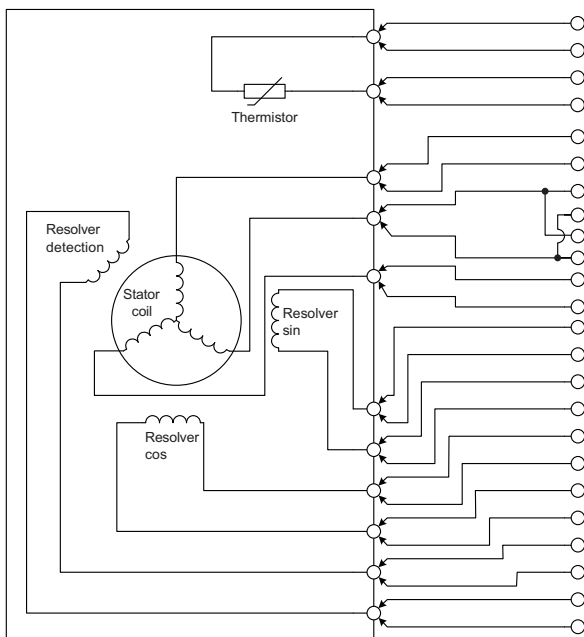 Thermistor
Resolver
detection
Stator
coil
Resolver
sin
Resolver
cos